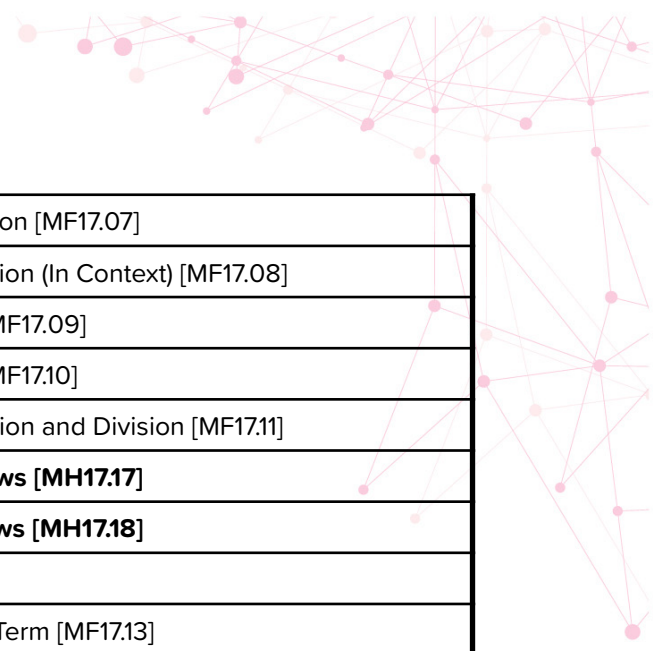 on [MF17.07]
ion (In Context) [MF17.08]
MF17.09]
MF17.10]
ion and Division [MF17.11]
ws [MH17.17]
ws [MH17.18]
Term [MF17.13]